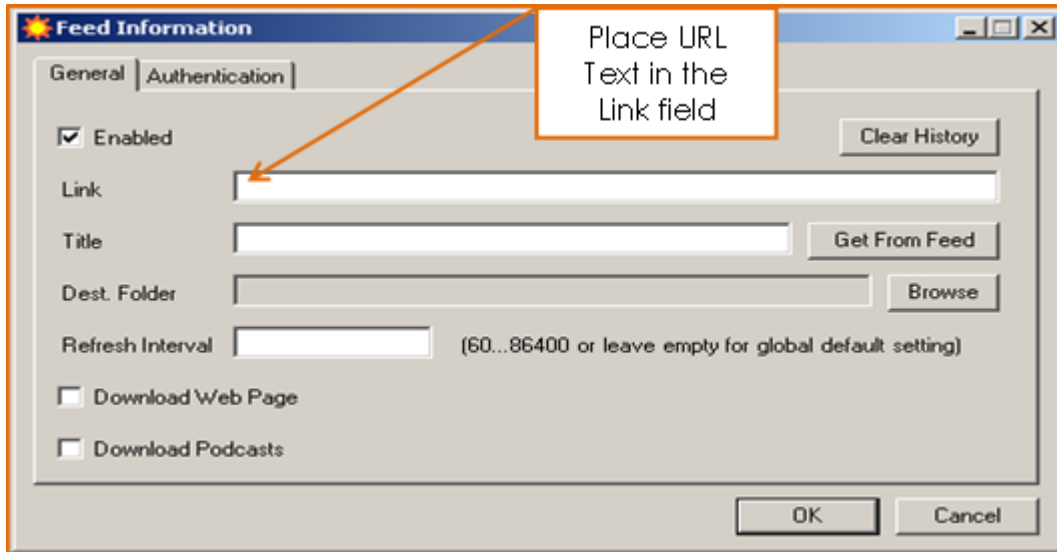 Feed Information
Place URL
Text in the
Link field
General
Authentication
Enabled
Clear History
Link
Title
Get From Feed
Dest. Folder
Browse
Refresh Interval
(60...86400 or leave empty for global default setting)
Download Web Page
Download Podcasts
OK
Cancel